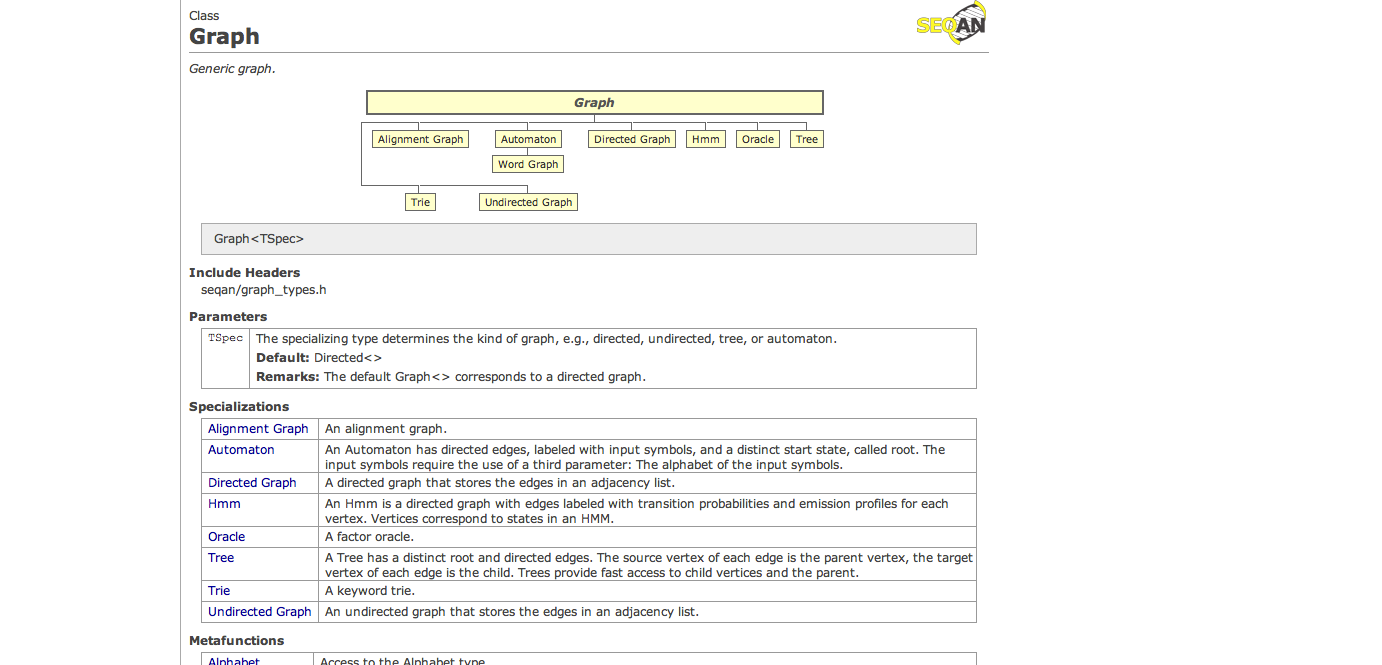 Class
Graph
SEQAN
Generic graph.
Graph
Alignment Graph Automaton Directed Graph Hmm Oracle Tree
Word Graph
Trie Undirected Graph
Graph<TSpec>
Include Headers
seqan/graph_types.h
Parameters
TSpec The specializing type determines the kind of graph, e.g., directed, undirected, tree, or automaton.
Default: Directed<>
Remarks: The default Graph<> corresponds to a directed graph.
Specializations
Alignment Graph An alignment graph.
Automaton An Automaton has directed edges, labeled with input symbols, and a distinct start state, called root. The
input symbols require the use of a third parameter: The alphabet of the input symbols.
Directed Graph A directed graph that stores the edges in an adjacency list.
Hmm An Hmm is a directed graph with edges labeled with transition probabilities and emission profiles for each
vertex. Vertices correspond to states in an HMM.
Oracle A factor oracle.
Tree A Tree has a distinct root and directed edges. The source vertex of each edge is the parent vertex, the target
vertex of each edge is the child. Trees provide fast access to child vertices and the parent.
Trie A keyword trie.
Undirected Graph An undirected graph that stores the edges in an adjacency list.
Metafunctions
Alphabet Access to the Alphabet type.